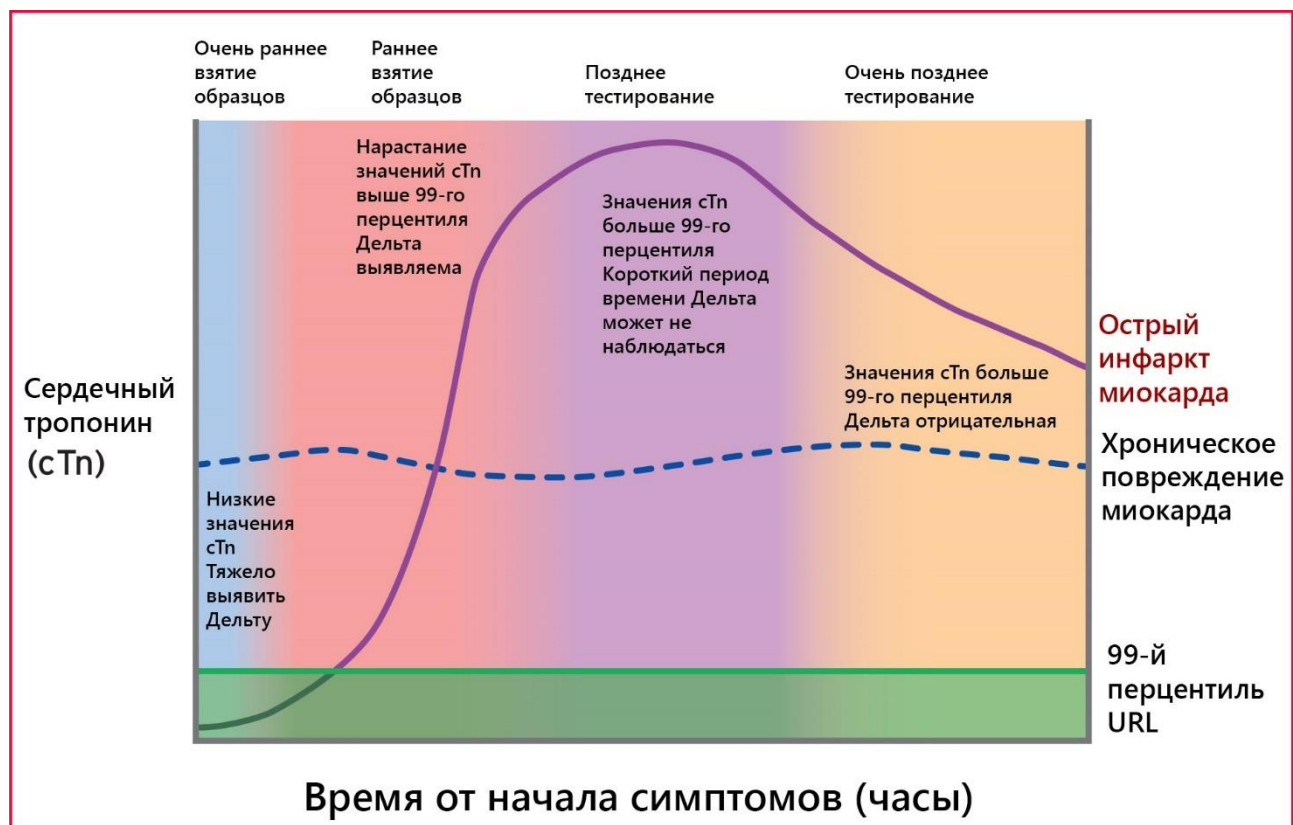 Очень раннее
взятие
образцов
Раннее
взятие
образцов
Позднее
тестирование
Очень позднее
тестирование
Нарастание
значений cTn
выше 99-го
перцентиля
Дельта
выявляема
Значения cTn
больше 99-го
перцентиля
Короткий период
времени Дельта
может не
наблюдаться
Значения cTn больше
99-го перцентиля
Дельта отрицательная
Низкие
значения
cTn
Тяжело
выявить
Дельту
Сердечный
тропонин
(cTn)
Острый
инфаркт
миокарда
Хроническое
повреждение
миокарда
99-й
перцентиль
URL
Время от начала симптомов (часы)